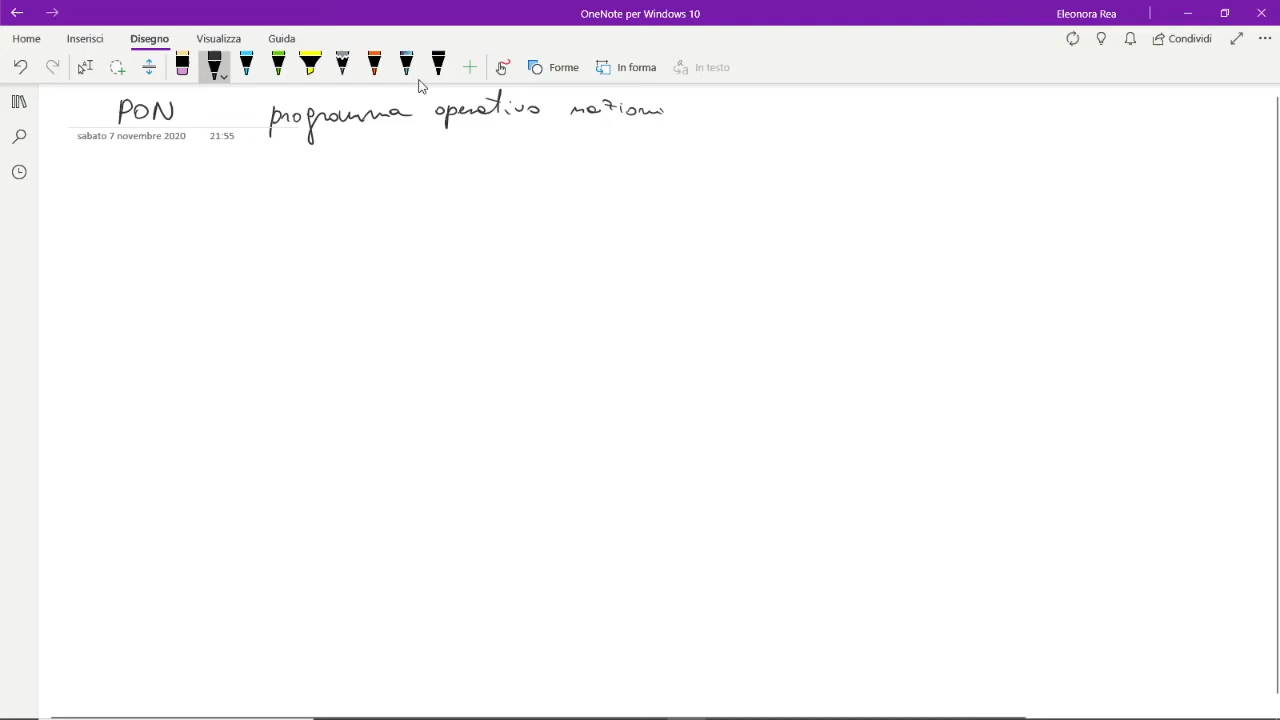 OneNote per Windows 10
Eleonora Rea
Home Inserisci Disegno Visualizza Guida
Condividi
Forme In forma In testo
PON programma operativo naziona
sabato 7 novembre 2020 21:55